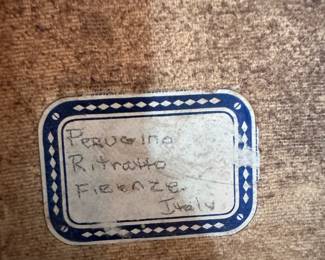 Perugino
Ritratto
Firenze.
Italy